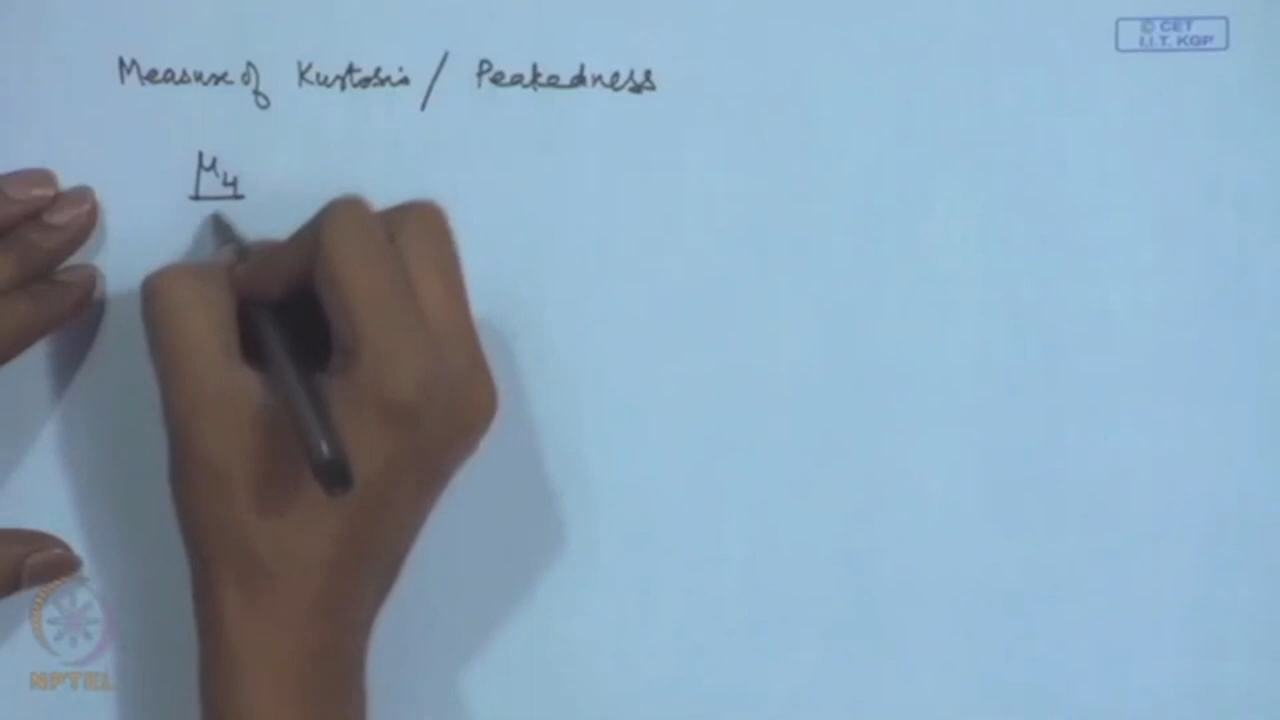 © CET
I.I.T. KGP
Measure of Kurtosis / Peakedness
μ4
NPTEL